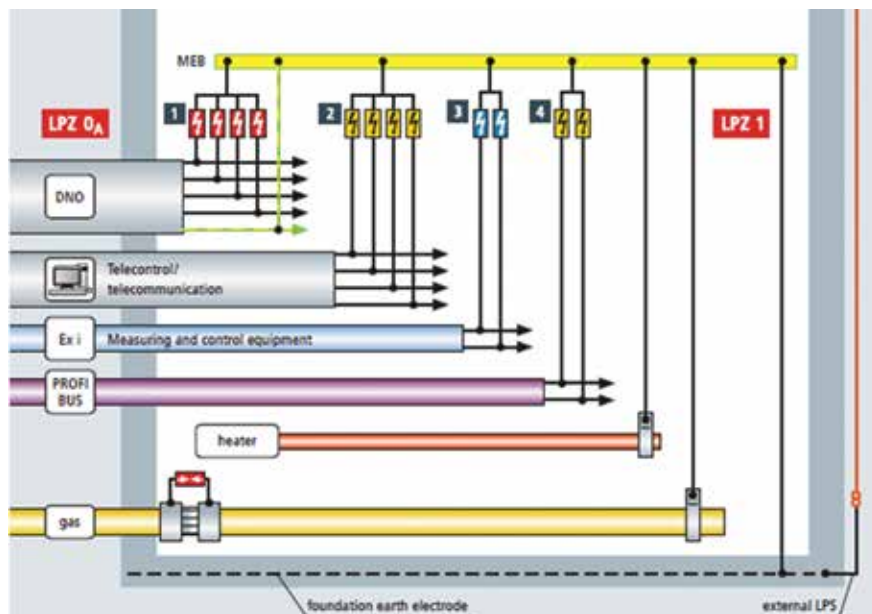 MEB
1
2
3
4
LPZ 0A
LPZ 1
DNO
Telecontrol/
telecommunication
Ex i
Measuring and control equipment
PROFI
BUS
heater
gas
foundation earth electrode
external LPS